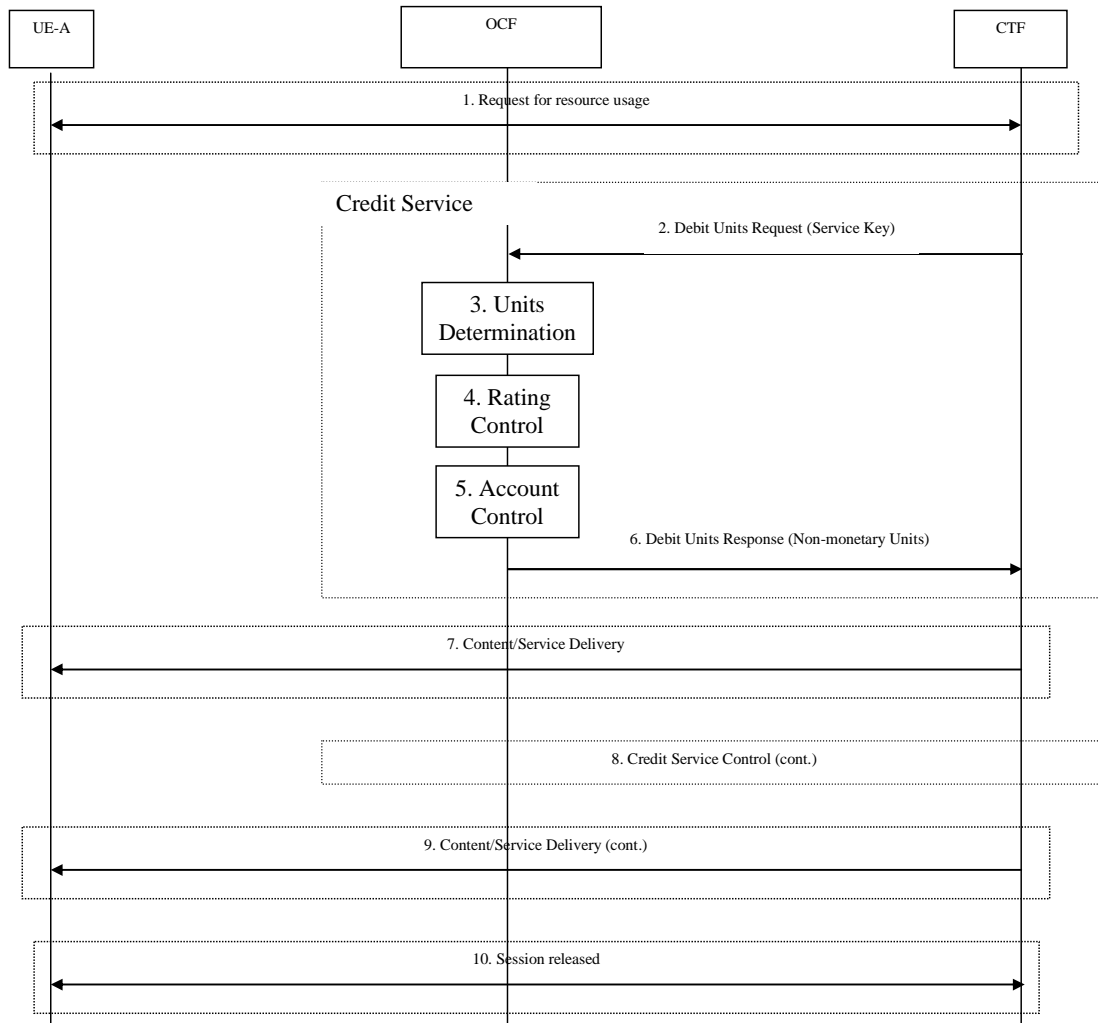 UE-A
OCF
CTF
1. Request for resource usage
Credit Service
2. Debit Units Request (Service Key)
3. Units
Determination
4. Rating
Control
5. Account
Control
6. Debit Units Response (Non-monetary Units)
7. Content/Service Delivery
8. Credit Service Control (cont.)
9. Content/Service Delivery (cont.)
10. Session released